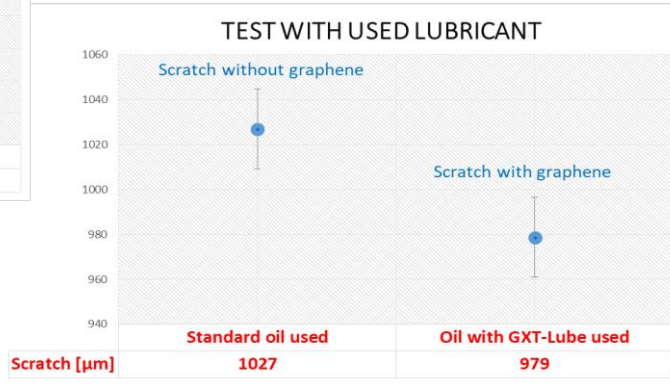 TEST WITH USED LUBRICANT
1060
Scratch without graphene
1040
1020
1000
Scratch with graphene
980
960
940
Standard oil used Oil with GXT-Lube used
Scratch [µm] 1027 979